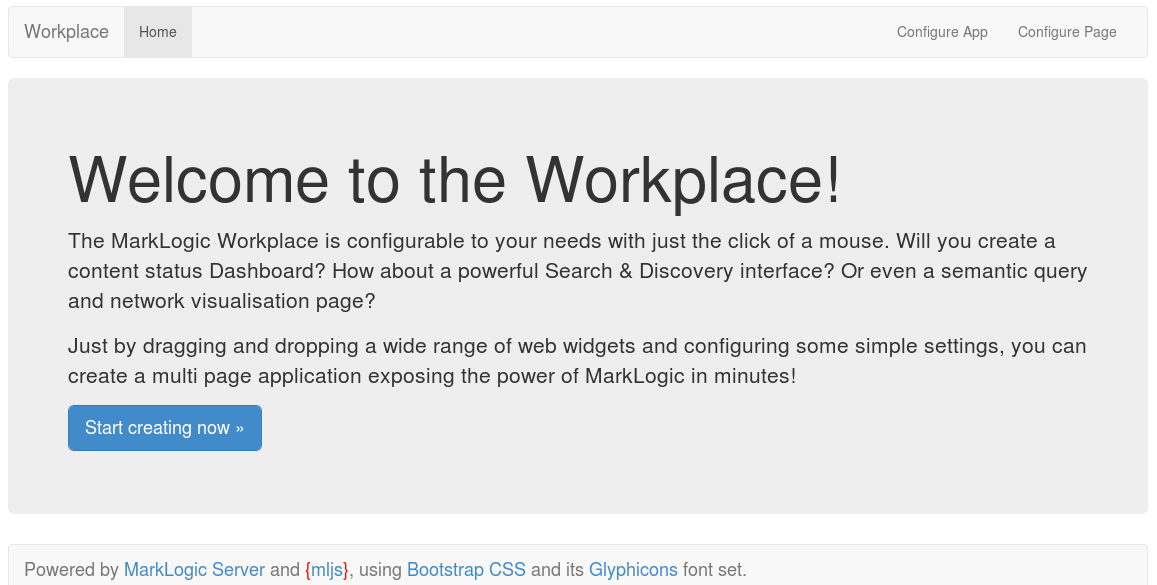 Workplace Home Configure App Configure Page
Welcome to the Workplace!
The MarkLogic Workplace is configurable to your needs with just the click of a mouse. Will you create a
content status Dashboard? How about a powerful Search & Discovery interface? Or even a semantic query
and network visualisation page?
Just by dragging and dropping a wide range of web widgets and configuring some simple settings, you can
create a multi page application exposing the power of MarkLogic in minutes!
Start creating now »
Powered by MarkLogic Server and {mljs}, using Bootstrap CSS and its Glyphicons font set.